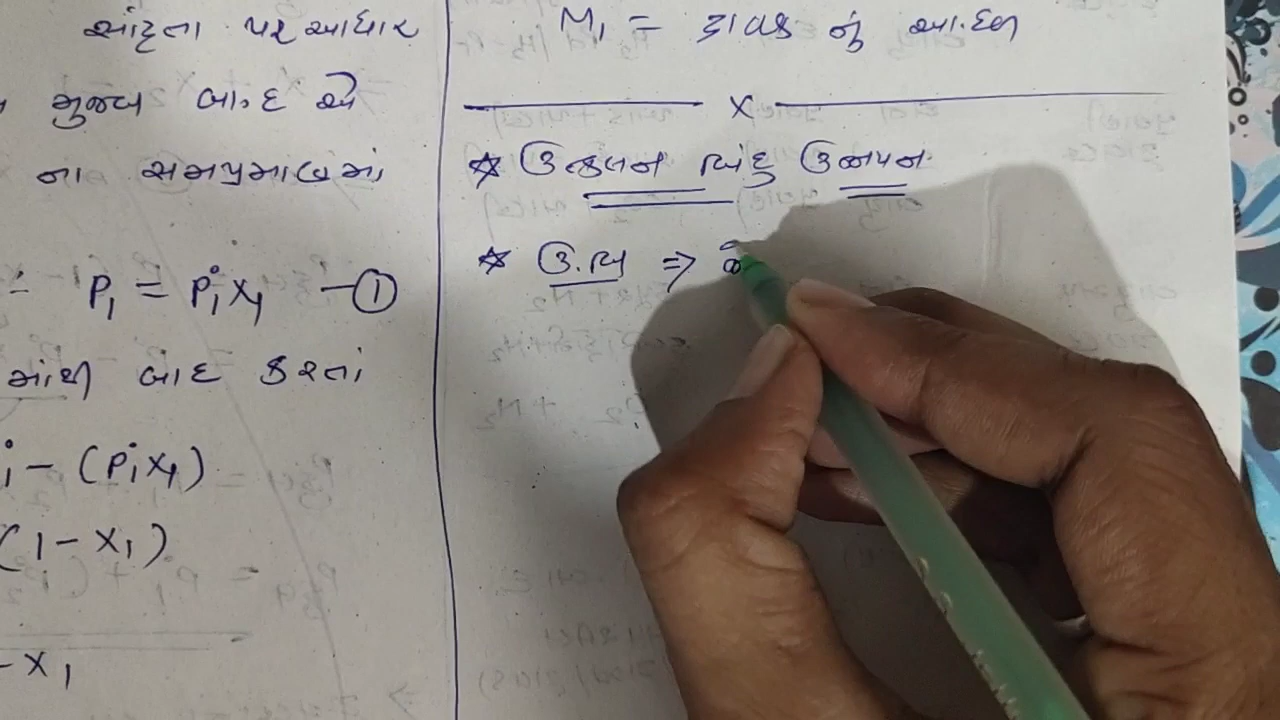 સાંદ્રતા પર આધાર
મુજબ બાદ એ
ના સમપ્રમાણમાં
P₁ = P₁°X₁ —①
માંથી બાદ કરતાં
– (P₁°X₁)
(1 – X₁)
– X₁
M₁ = દ્રાવક નું આ.દળ
X
☆ ઉત્કલન બિંદુ ઉન્નયન
☆ ઉ.બિ ⇒